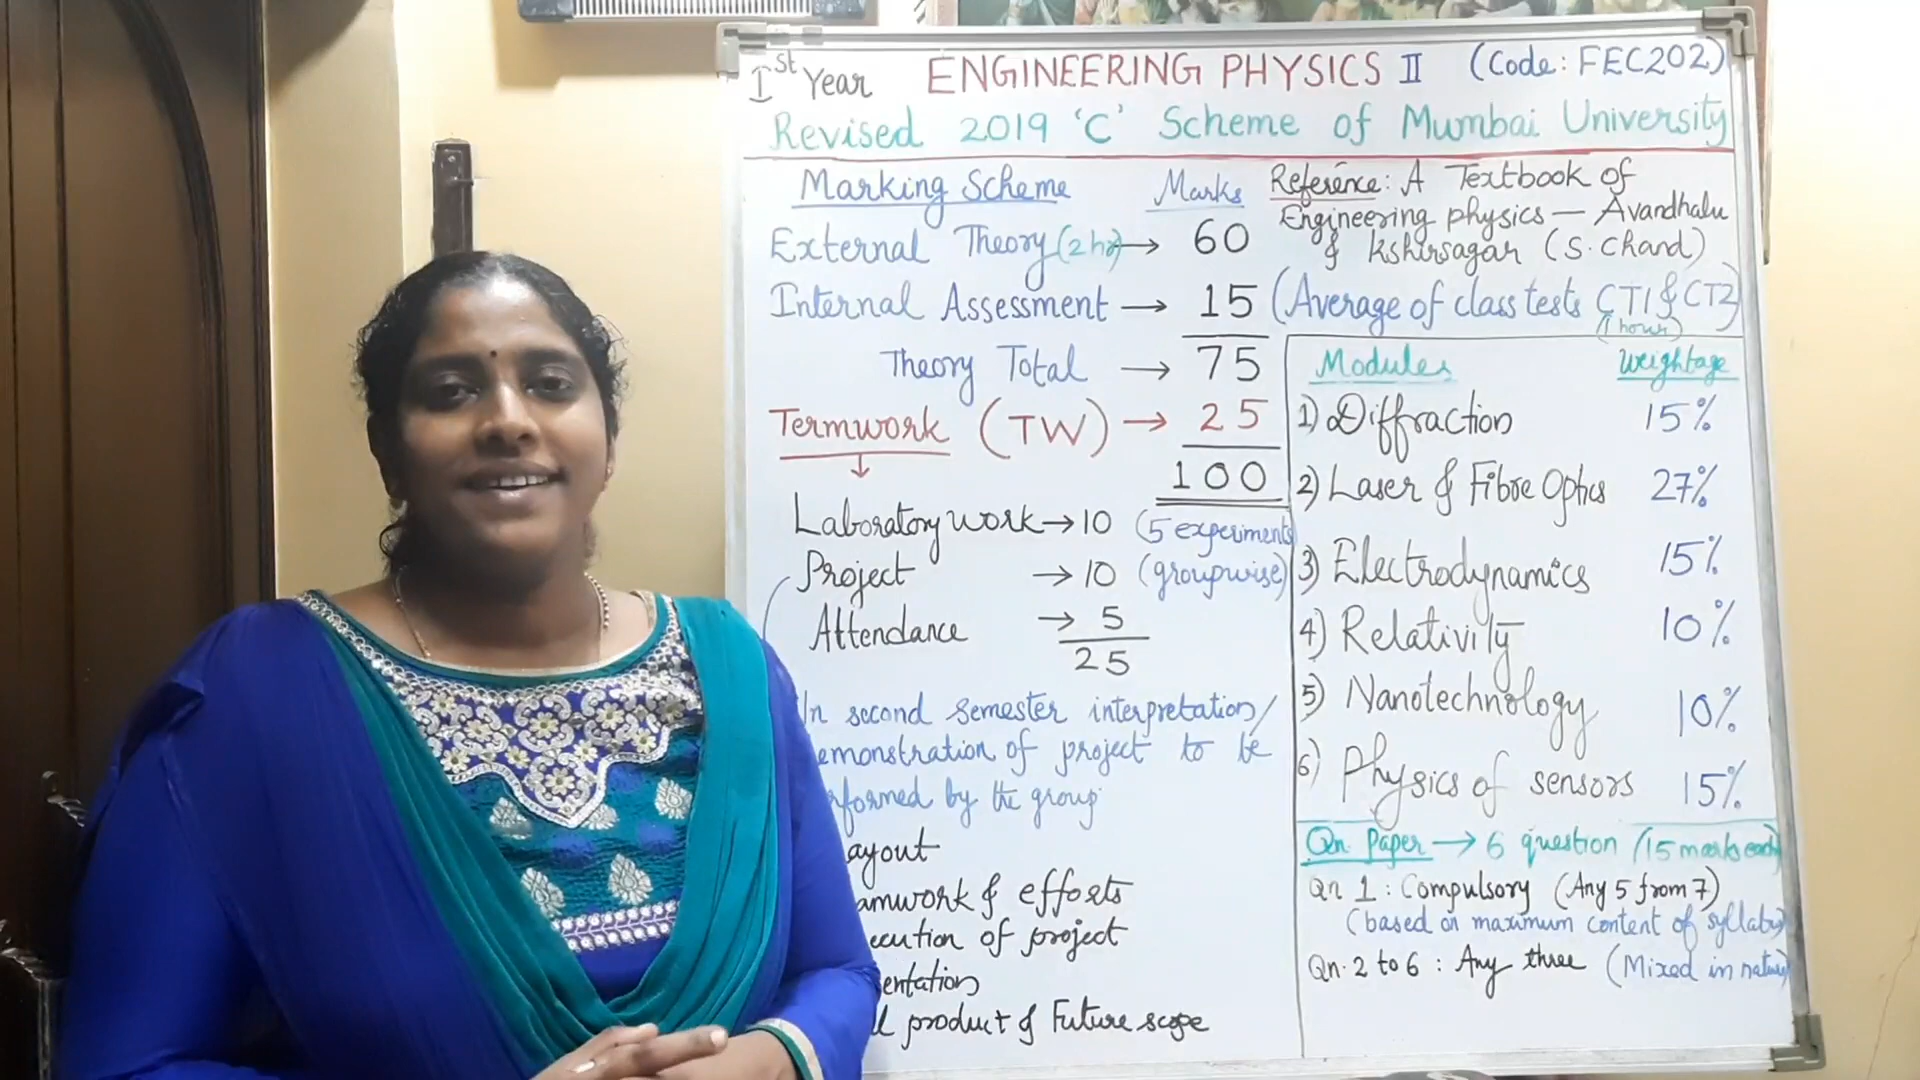 Ist Year ENGINEERING PHYSICS II (Code: FEC202)
Revised 2019 'C' Scheme of Mumbai University
Marking Scheme Marks
External Theory (2hr) → 60
Internal Assessment → 15 (Average of class tests CT1 & CT2)
(1 hour)
Theory Total → 75
Termwork (TW) → 25
100
Laboratory work → 10 (5 experiments
Project → 10 (groupwise)
Attendance → 5
25
In second semester interpretation/
emonstration of project to be
rformed by the group
ayout
amwork & efforts
ecution of project
entation
l product & Future scope
Reference: A Textbook of
Engineering physics — Avandhalu
& Kshirsagar (S. Chand)
Modules Weightage
1) Diffraction 15%
2) Laser & Fibre Optics 27%
3) Electrodynamics 15%
4) Relativity 10%
5) Nanotechnology 10%
6) Physics of sensors 15%
Qn Paper → 6 question (15 marks each)
Qn 1 : Compulsory (Any 5 from 7)
(based on maximum content of syllabus)
Qn. 2 to 6 : Any three (Mixed in nature)